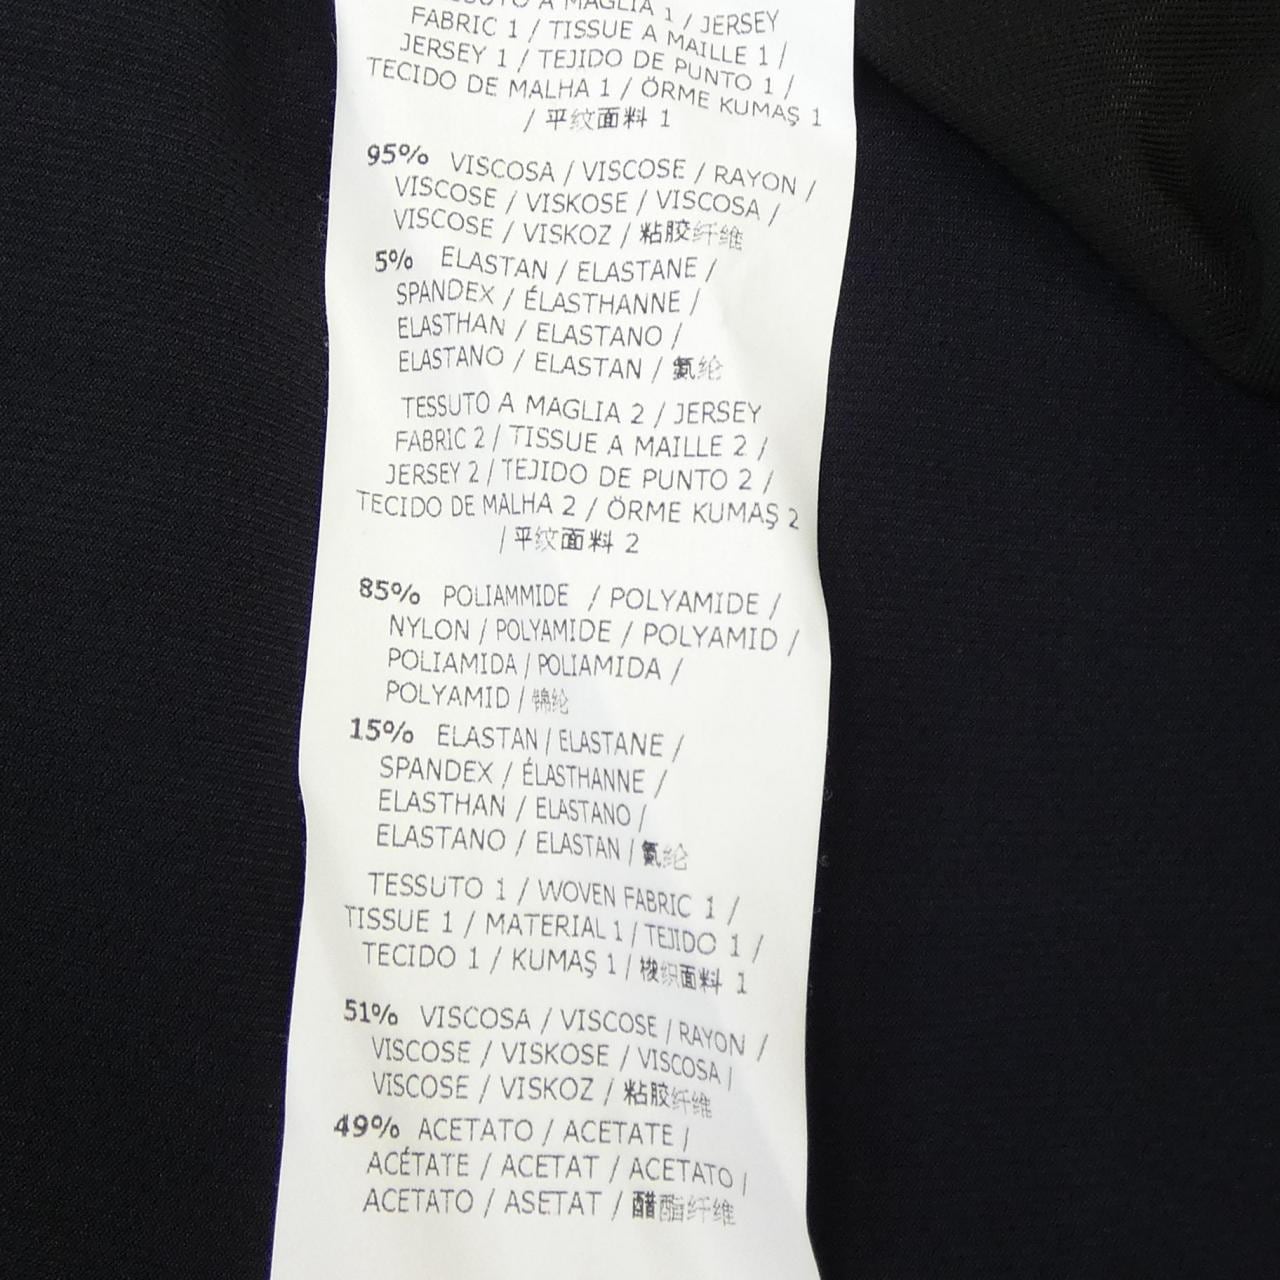 A MAGLIA 1 / JERSEY
FABRIC 1 / TISSUE A MAILLE 1 /
JERSEY 1 / TEJIDO DE PUNTO 1 /
TECIDO DE MALHA 1 / ÖRME KUMAŞ 1
/ 平纹面料 1
95% VISCOSA / VISCOSE / RAYON /
VISCOSE / VISKOSE / VISCOSA /
VISCOSE / VISKOZ / 粘胶纤维
5% ELASTAN / ELASTANE /
SPANDEX / ÉLASTHANNE /
ELASTHAN / ELASTANO /
ELASTANO / ELASTAN / 氨纶
TESSUTO A MAGLIA 2 / JERSEY
FABRIC 2 / TISSUE A MAILLE 2 /
JERSEY 2 / TEJIDO DE PUNTO 2 /
TECIDO DE MALHA 2 / ÖRME KUMAŞ 2
/ 平纹面料 2
85% POLIAMMIDE / POLYAMIDE /
NYLON / POLYAMIDE / POLYAMID /
POLIAMIDA / POLIAMIDA /
POLYAMID / 锦纶
15% ELASTAN / ELASTANE /
SPANDEX / ÉLASTHANNE /
ELASTHAN / ELASTANO /
ELASTANO / ELASTAN / 氨纶
TESSUTO 1 / WOVEN FABRIC 1 /
TISSUE 1 / MATERIAL 1 / TEJIDO 1 /
TECIDO 1 / KUMAŞ 1 / 梭织面料 1
51% VISCOSA / VISCOSE / RAYON /
VISCOSE / VISKOSE / VISCOSA /
VISCOSE / VISKOZ / 粘胶纤维
49% ACETATO / ACETATE /
ACÉTATE / ACETAT / ACETATO /
ACETATO / ASETAT / 醋酯纤维